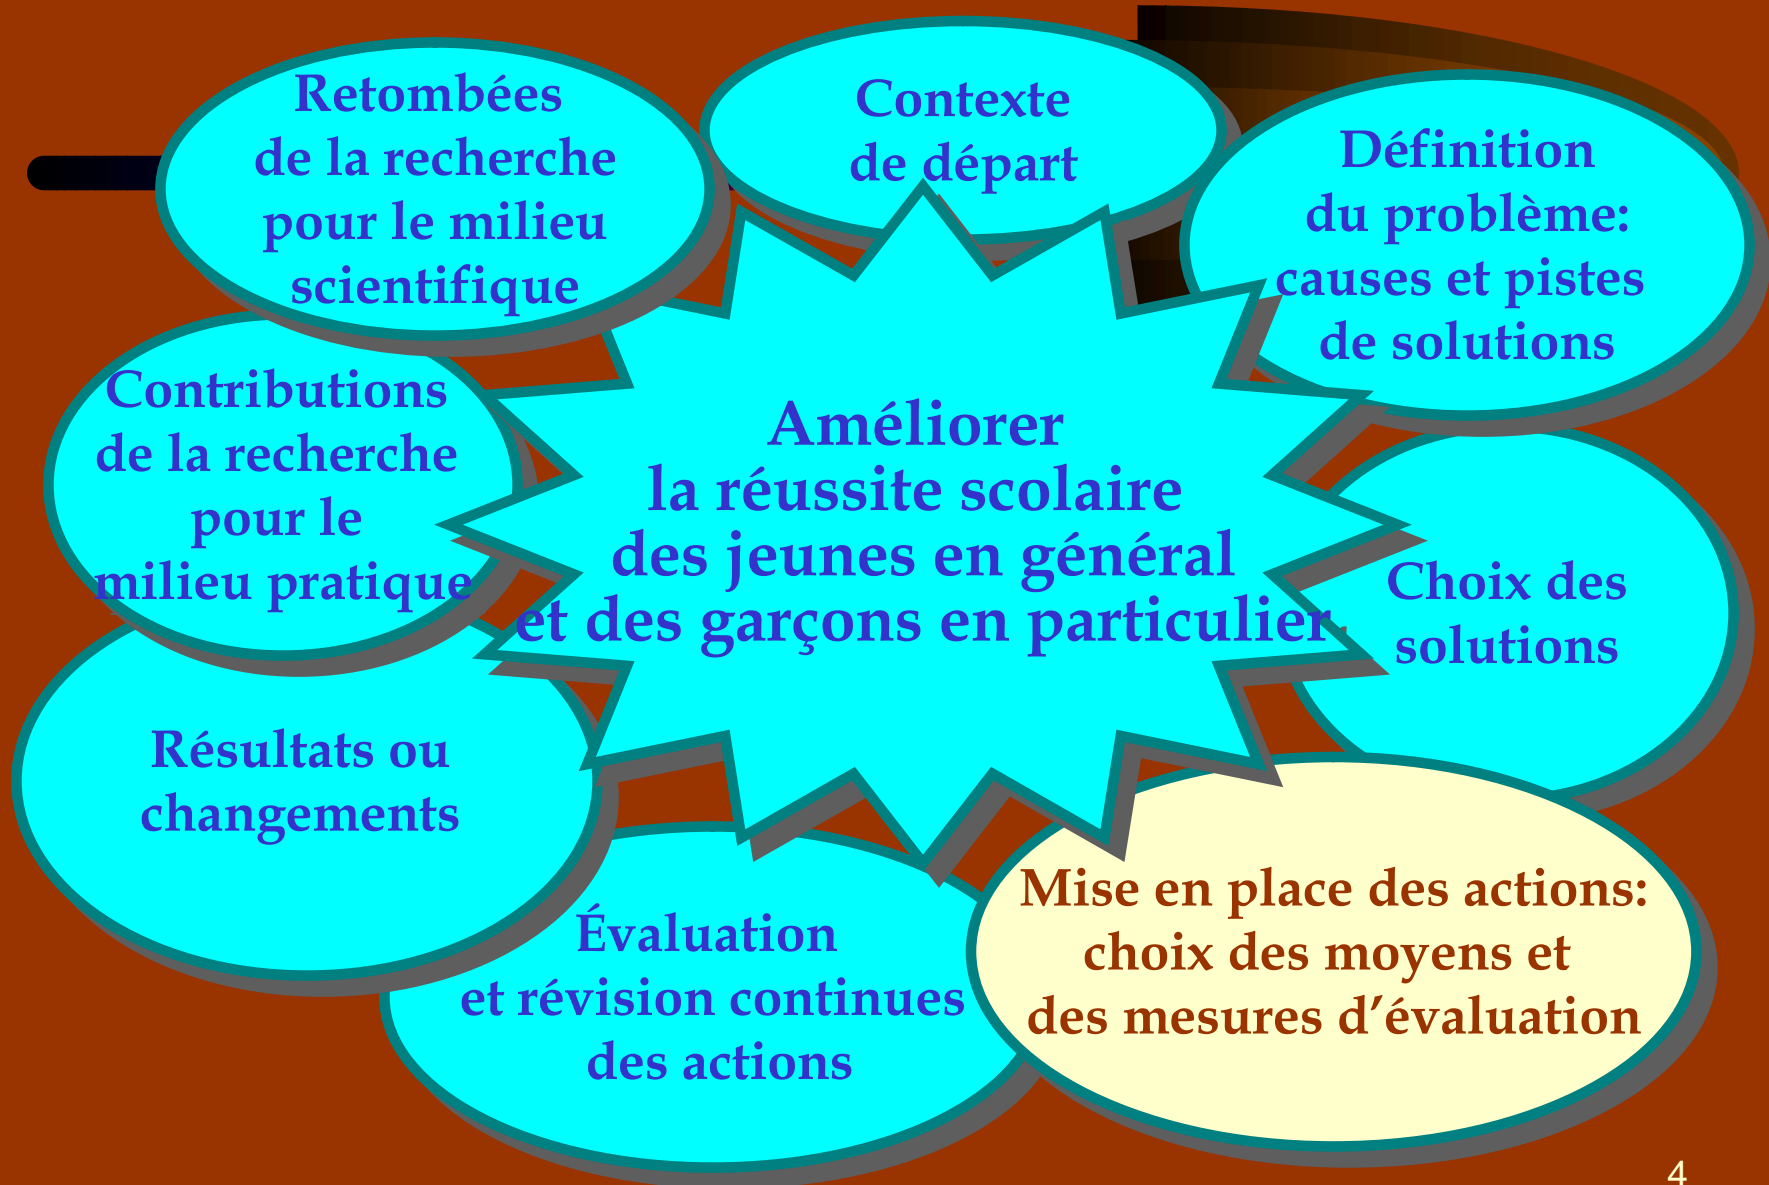 Retombées
de la recherche
pour le milieu
scientifique
Contexte
de départ
Définition
du problème:
causes et pistes
de solutions
Contributions
de la recherche
pour le
milieu pratique
Améliorer
la réussite scolaire
des jeunes en général
et des garçons en particulier
Choix des
solutions
Résultats ou
changements
Évaluation
et révision continues
des actions
Mise en place des actions:
choix des moyens et
des mesures d’évaluation
4